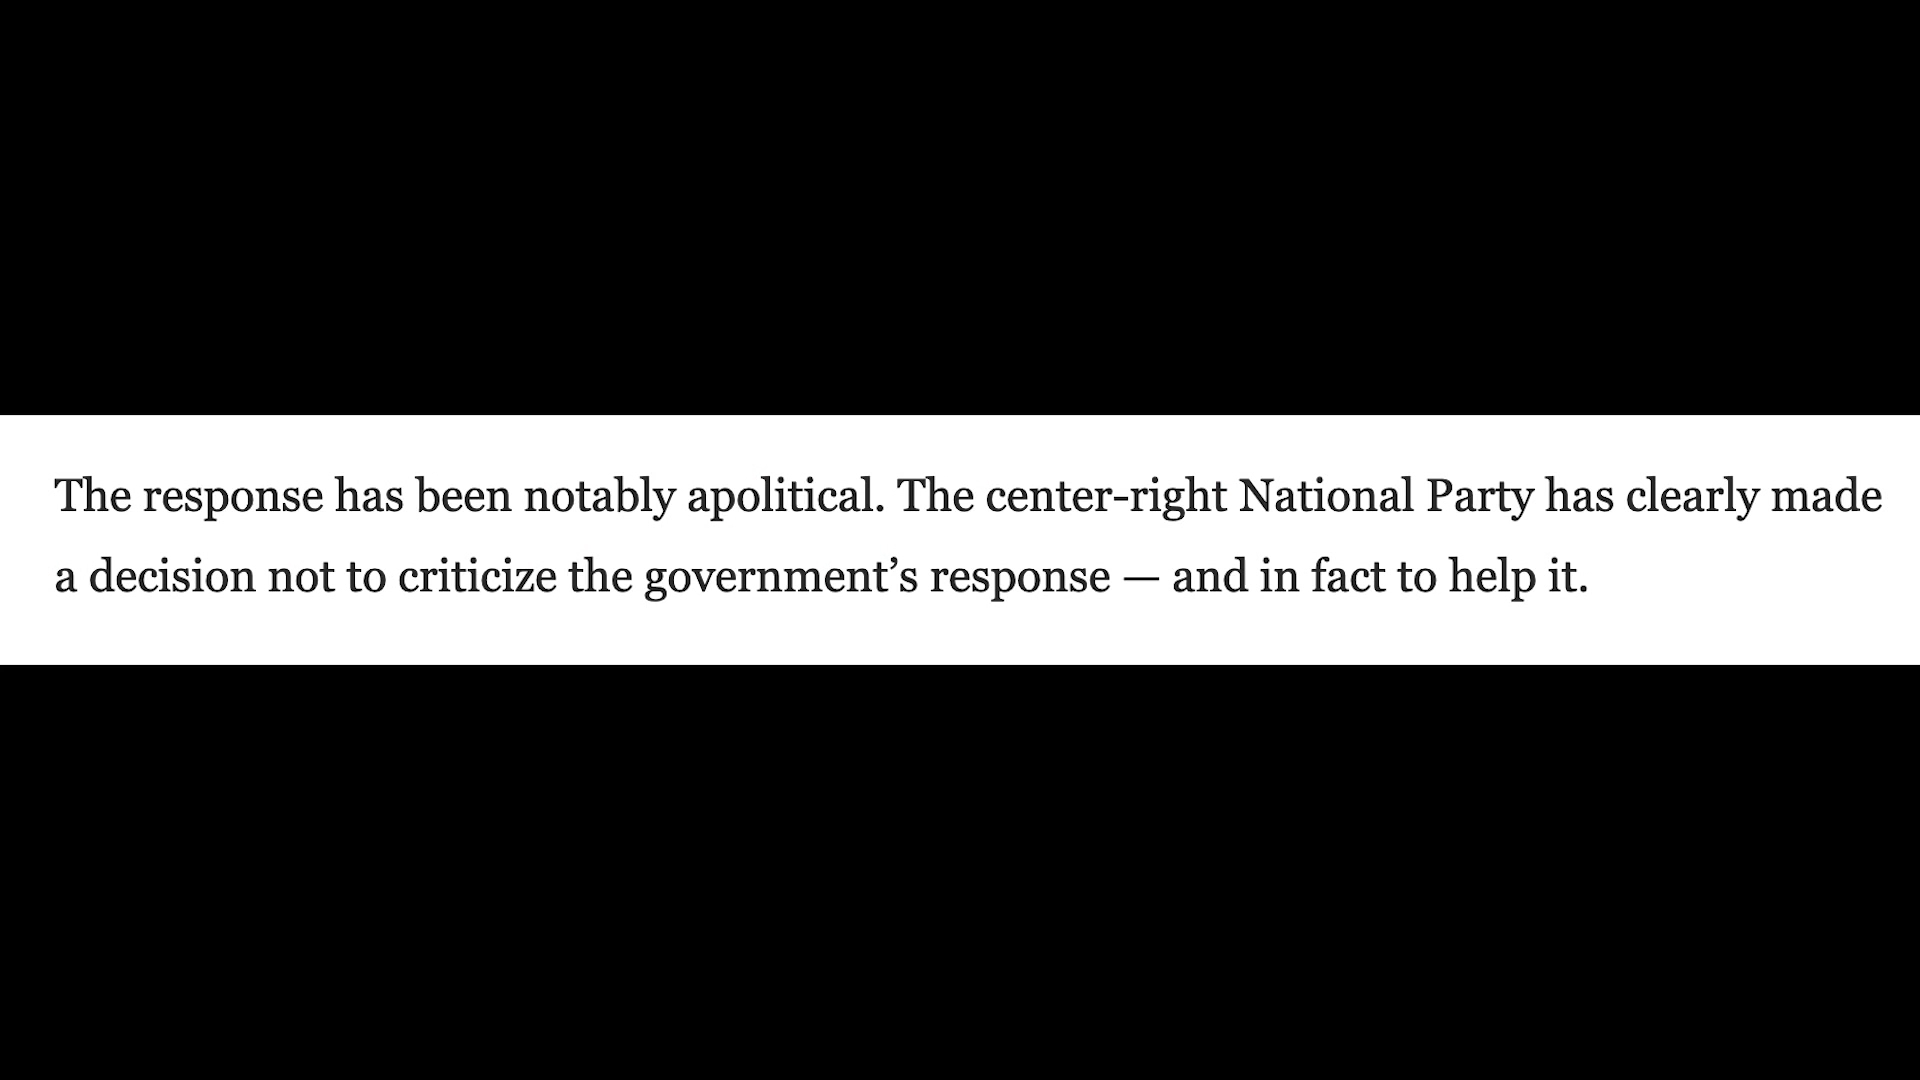 The response has been notably apolitical. The center-right National Party has clearly made
a decision not to criticize the government’s response — and in fact to help it.